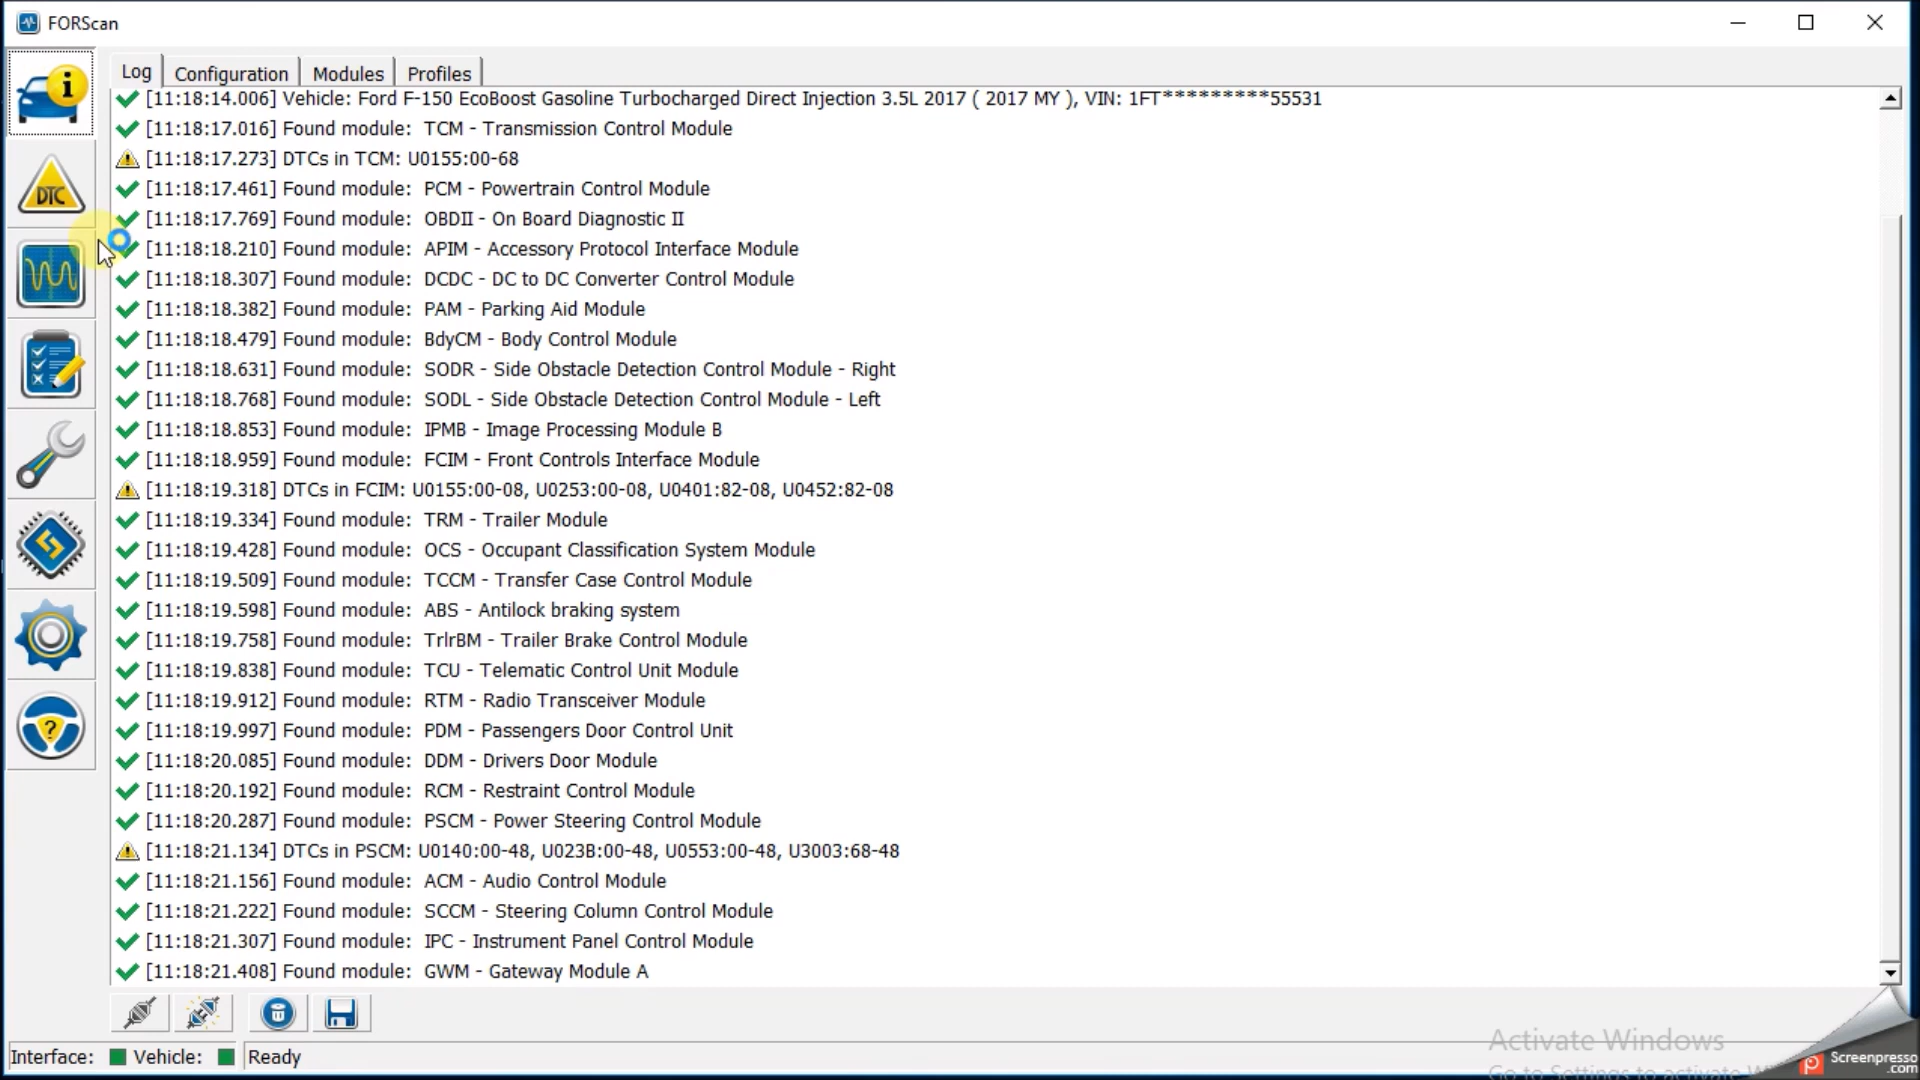 FORScan
Log Configuration Modules Profiles
[11:18:14.006] Vehicle: Ford F-150 EcoBoost Gasoline Turbocharged Direct Injection 3.5L 2017 ( 2017 MY ), VIN: 1FT*********55531
[11:18:17.016] Found module: TCM - Transmission Control Module
[11:18:17.273] DTCs in TCM: U0155:00-68
[11:18:17.461] Found module: PCM - Powertrain Control Module
[11:18:17.769] Found module: OBDII - On Board Diagnostic II
[11:18:18.210] Found module: APIM - Accessory Protocol Interface Module
[11:18:18.307] Found module: DCDC - DC to DC Converter Control Module
[11:18:18.382] Found module: PAM - Parking Aid Module
[11:18:18.479] Found module: BdyCM - Body Control Module
[11:18:18.631] Found module: SODR - Side Obstacle Detection Control Module - Right
[11:18:18.768] Found module: SODL - Side Obstacle Detection Control Module - Left
[11:18:18.853] Found module: IPMB - Image Processing Module B
[11:18:18.959] Found module: FCIM - Front Controls Interface Module
[11:18:19.318] DTCs in FCIM: U0155:00-08, U0253:00-08, U0401:82-08, U0452:82-08
[11:18:19.334] Found module: TRM - Trailer Module
[11:18:19.428] Found module: OCS - Occupant Classification System Module
[11:18:19.509] Found module: TCCM - Transfer Case Control Module
[11:18:19.598] Found module: ABS - Antilock braking system
[11:18:19.758] Found module: TrlrBM - Trailer Brake Control Module
[11:18:19.838] Found module: TCU - Telematic Control Unit Module
[11:18:19.912] Found module: RTM - Radio Transceiver Module
[11:18:19.997] Found module: PDM - Passengers Door Control Unit
[11:18:20.085] Found module: DDM - Drivers Door Module
[11:18:20.192] Found module: RCM - Restraint Control Module
[11:18:20.287] Found module: PSCM - Power Steering Control Module
[11:18:21.134] DTCs in PSCM: U0140:00-48, U023B:00-48, U0553:00-48, U3003:68-48
[11:18:21.156] Found module: ACM - Audio Control Module
[11:18:21.222] Found module: SCCM - Steering Column Control Module
[11:18:21.307] Found module: IPC - Instrument Panel Control Module
[11:18:21.408] Found module: GWM - Gateway Module A
DTC
Interface: Vehicle: Ready
Activate Windows
Go to Settings to activate
Screenpresso
.com